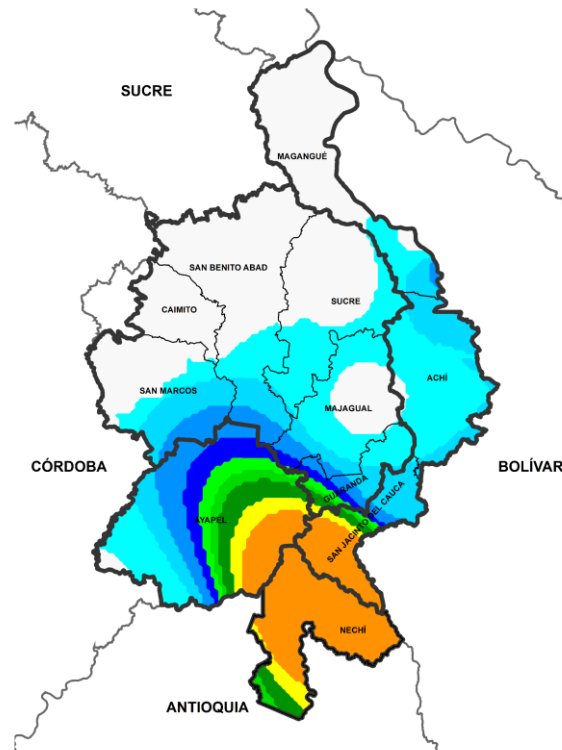 SUCRE
MAGANGUÉ
SAN BENITO ABAD
SUCRE
CAIMITO
ACHÍ
SAN MARCOS
MAJAGUAL
CÓRDOBA
BOLÍVAR
GUARANDA
SAN JACINTO DEL CAUCA
AYAPEL
NECHÍ
ANTIOQUIA